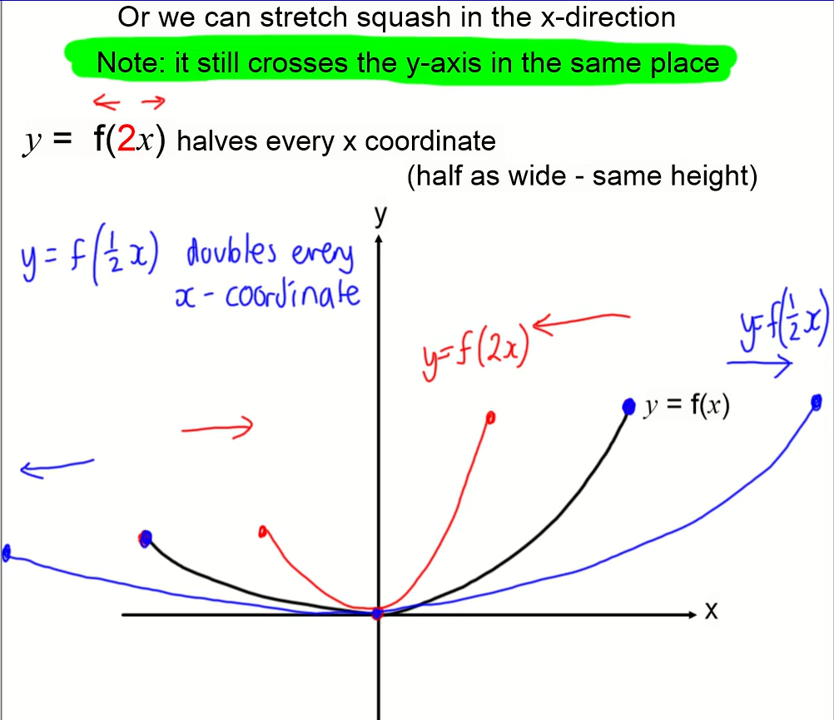 Or we can stretch squash in the x-direction
Note: it still crosses the y-axis in the same place
y = f(2x) halves every x coordinate
(half as wide - same height)
y
y = f(½x) doubles every
x - coordinate
y=f(2x)
y=f(½x)
y = f(x)
x